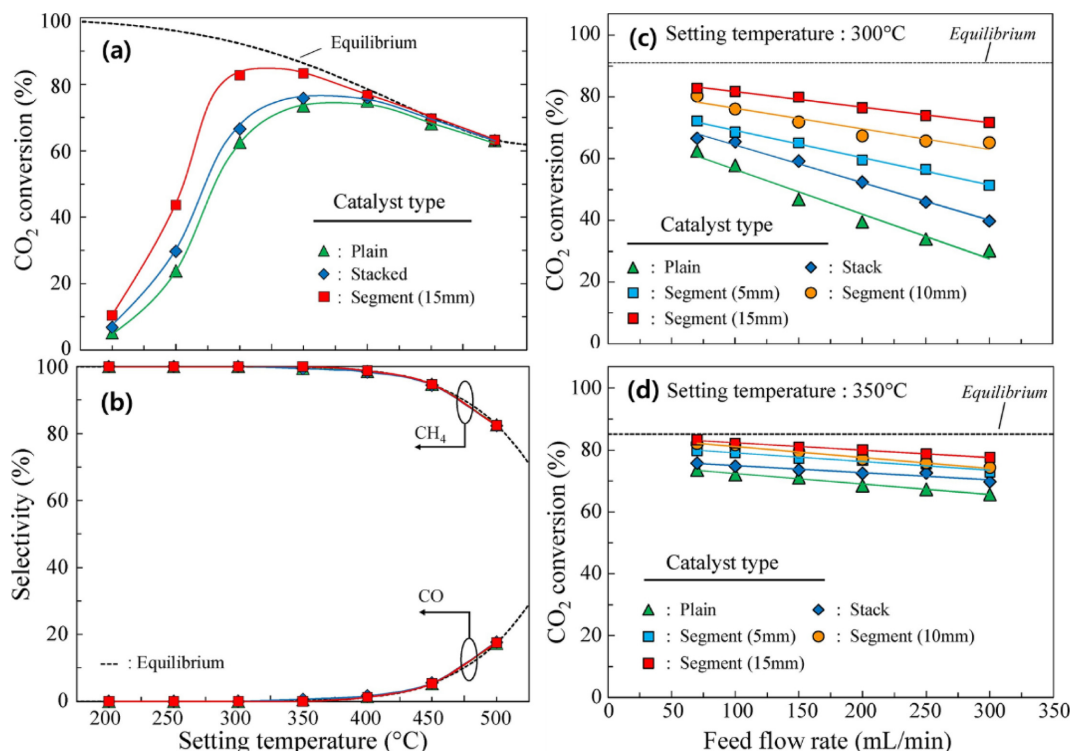 (a)
Equilibrium
CO2 conversion (%)
100
80
60
40
20
0
Catalyst type
: Plain
: Stacked
: Segment (15mm)
(b)
Selectivity (%)
100
80
60
40
20
0
CH4
CO
: Equilibrium
200 250 300 350 400 450 500
Setting temperature (°C)
(c) Setting temperature : 300°C
Equilibrium
CO2 conversion (%)
100
80
60
40
20
0
Catalyst type
: Plain : Stack
: Segment (5mm) : Segment (10mm)
: Segment (15mm)
(d) Setting temperature : 350°C
Equilibrium
CO2 conversion (%)
100
80
60
40
20
0
Catalyst type
: Plain : Stack
: Segment (5mm) : Segment (10mm)
: Segment (15mm)
0 50 100 150 200 250 300 350
Feed flow rate (mL/min)